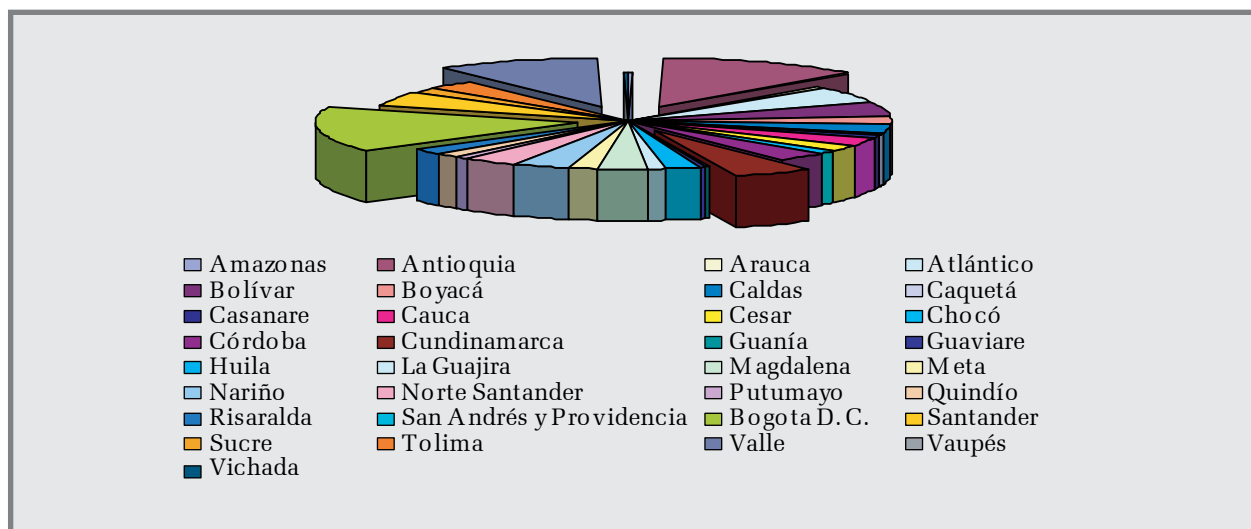 Amazonas Antioquia Arauca Atlántico
Bolívar Boyacá Caldas Caquetá
Casanare Cauca Cesar Chocó
Córdoba Cundinamarca Guanía Guaviare
Huila La Guajira Magdalena Meta
Nariño Norte Santander Putumayo Quindío
Risaralda San Andrés y Providencia Bogota D.C. Santander
Sucre Tolima Valle Vaupés
Vichada